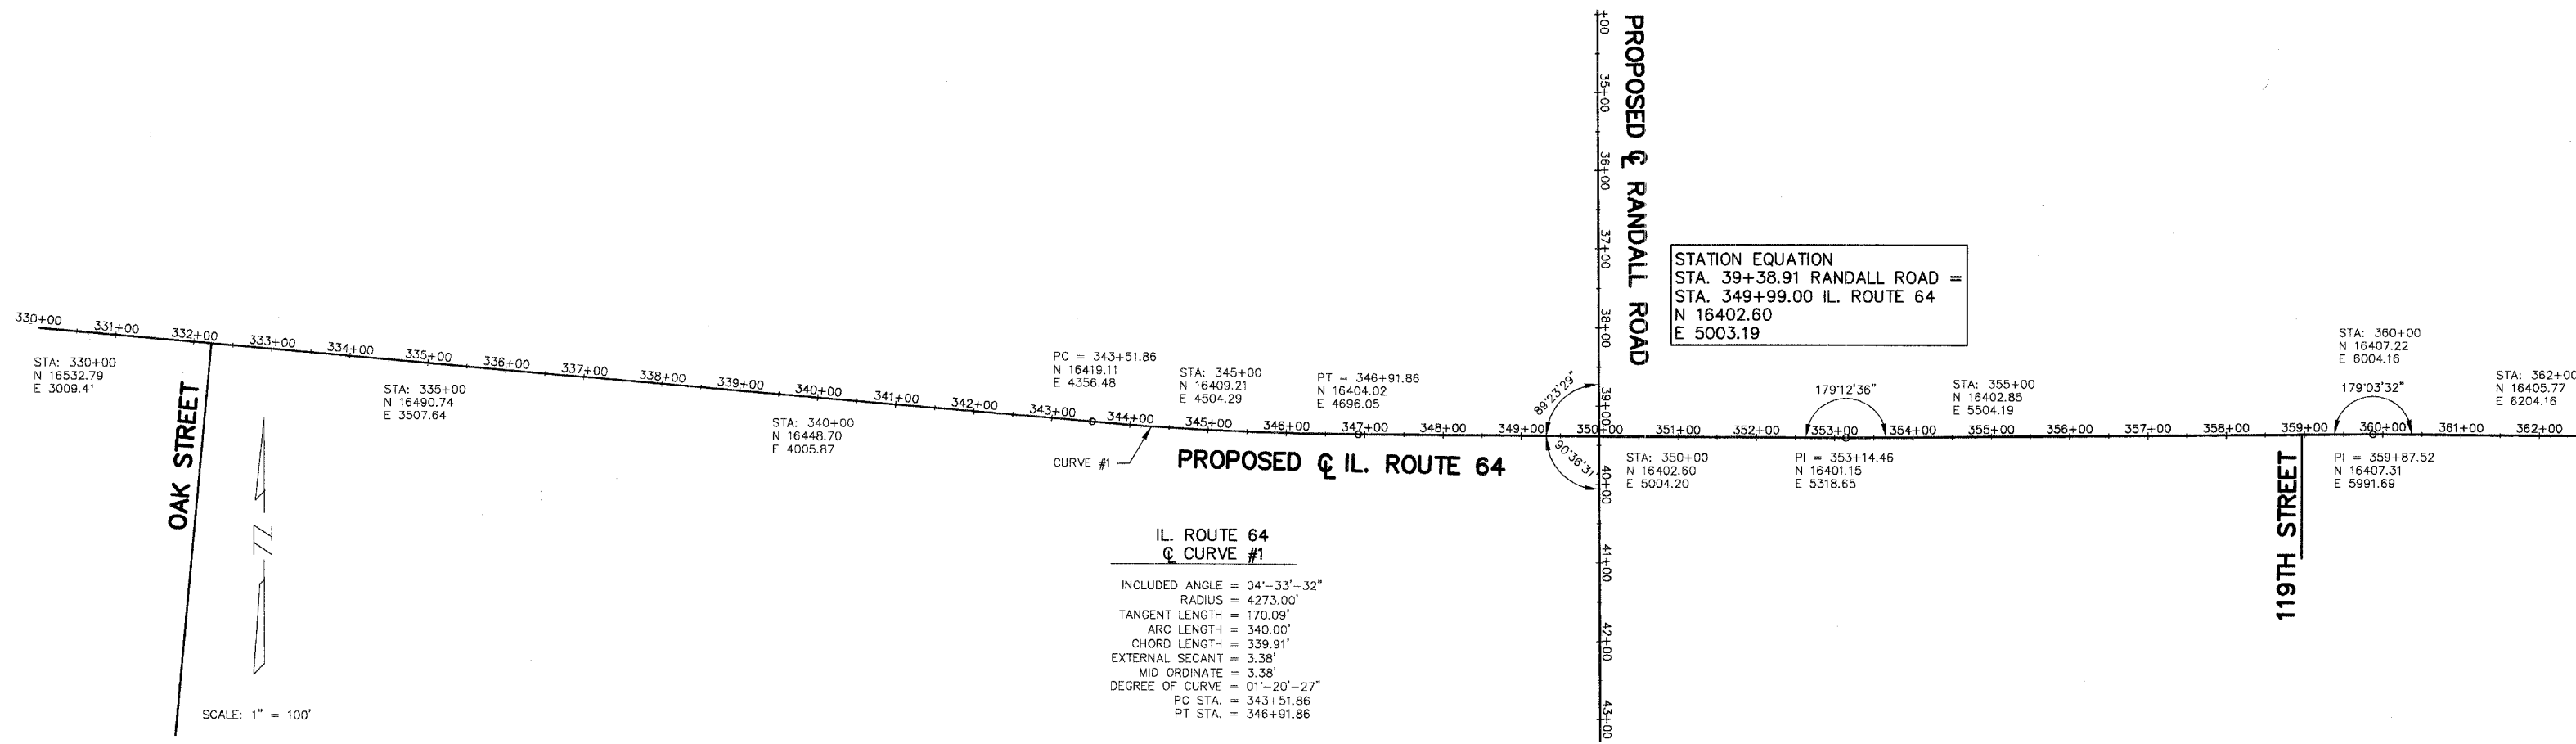 330+00
331+00
332+00
333+00
334+00
335+00
336+00
337+00
338+00
339+00
340+00
341+00
342+00
343+00
344+00
345+00
346+00
347+00
348+00
349+00
350+00
351+00
352+00
353+00
354+00
355+00
356+00
357+00
358+00
359+00
360+00
361+00
362+00
STA: 330+00
N 16532.79
E 3009.41
OAK STREET
STA: 335+00
N 16490.74
E 3507.64
STA: 340+00
N 16448.70
E 4005.87
PC = 343+51.86
N 16419.11
E 4356.48
STA: 345+00
N 16409.21
E 4504.29
PT = 346+91.86
N 16404.02
E 4696.05
CURVE #1
PROPOSED ℄ IL. ROUTE 64
+00
35+00
36+00
37+00
38+00
39+00
40+00
41+00
42+00
43+00
PROPOSED ℄ RANDALL ROAD
89°23'29"
90°36'31"
STATION EQUATION
STA. 39+38.91 RANDALL ROAD =
STA. 349+99.00 IL. ROUTE 64
N 16402.60
E 5003.19
STA: 350+00
N 16402.60
E 5004.20
179°12'36"
PI = 353+14.46
N 16401.15
E 5318.65
STA: 355+00
N 16402.85
E 5504.19
119TH STREET
STA: 360+00
N 16407.22
E 6004.16
179°03'32"
PI = 359+87.52
N 16407.31
E 5991.69
STA: 362+00
N 16405.77
E 6204.16
N
SCALE: 1" = 100'
IL. ROUTE 64
℄ CURVE #1
INCLUDED ANGLE = 04°-33'-32"
RADIUS = 4273.00'
TANGENT LENGTH = 170.09'
ARC LENGTH = 340.00'
CHORD LENGTH = 339.91'
EXTERNAL SECANT = 3.38'
MID ORDINATE = 3.38'
DEGREE OF CURVE = 01°-20'-27"
PC STA. = 343+51.86
PT STA. = 346+91.86